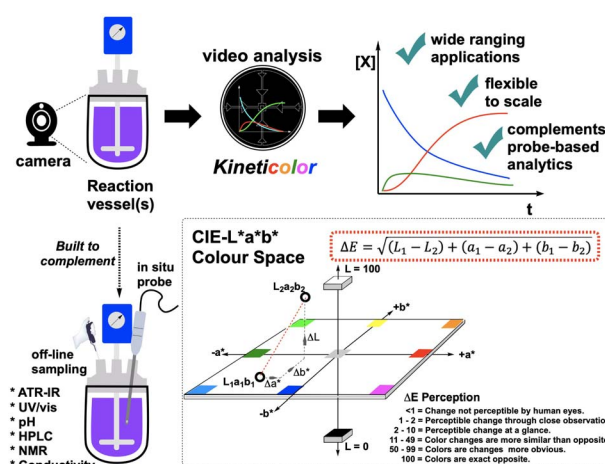 camera
Reaction
vessel(s)
video analysis
Kineticolor
[X]
wide ranging
applications
flexible
to scale
complements
probe-based
analytics
t
Built to
complement
in situ
probe
off-line
sampling
* ATR-IR
* UV/vis
* pH
* HPLC
* NMR
* Conductivity
CIE-L*a*b*
Colour Space
ΔE = √(L₁ − L₂) + (a₁ − a₂) + (b₁ − b₂)
L = 100
L₂a₂b₂
+b*
-a*
ΔL
+a*
L₁a₁b₁
Δa*
Δb*
-b*
L = 0
ΔE Perception
<1 = Change not perceptible by human eyes.
1 - 2 = Perceptible change through close observatio
2 - 10 = Perceptible change at a glance.
11 - 49 = Color changes are more similar than opposite
50 - 99 = Colors are changes more obvious.
100 = Colors are exact opposite.